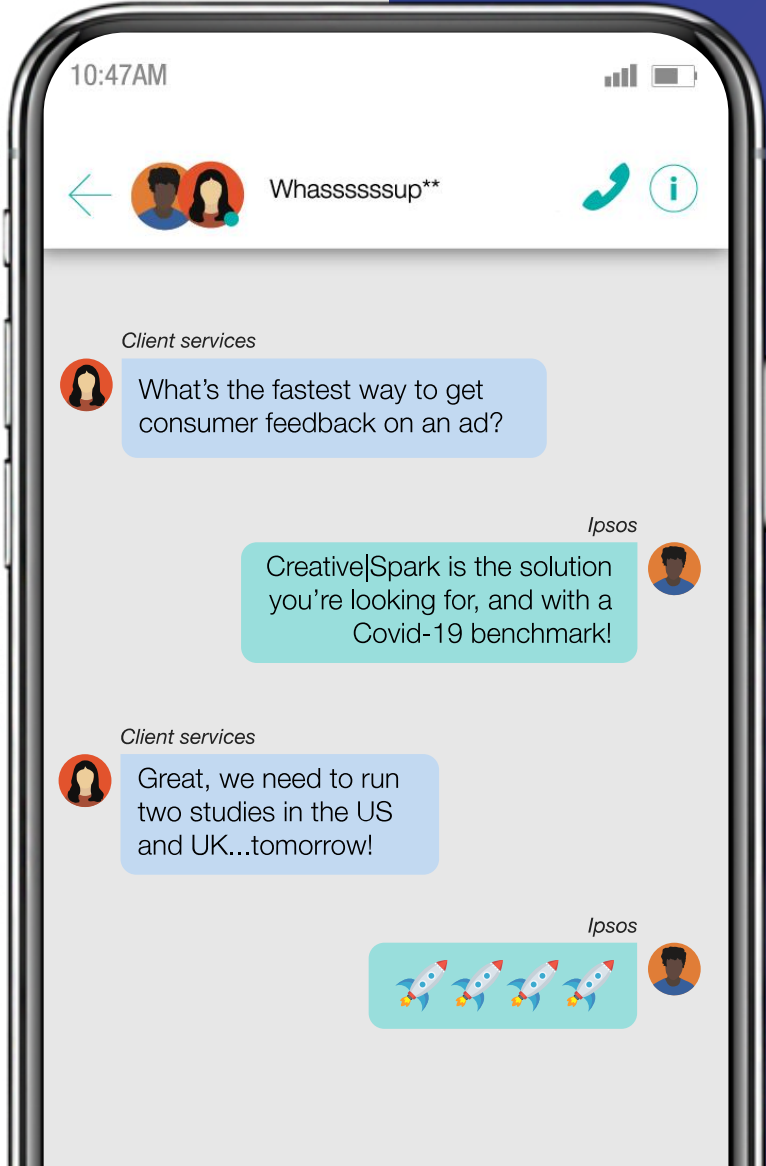 10:47AM
Whassssssup**
i
Client services
What’s the fastest way to get
consumer feedback on an ad?
Ipsos
Creative|Spark is the solution
you’re looking for, and with a
Covid-19 benchmark!
Client services
Great, we need to run
two studies in the US
and UK...tomorrow!
Ipsos
🚀🚀🚀🚀